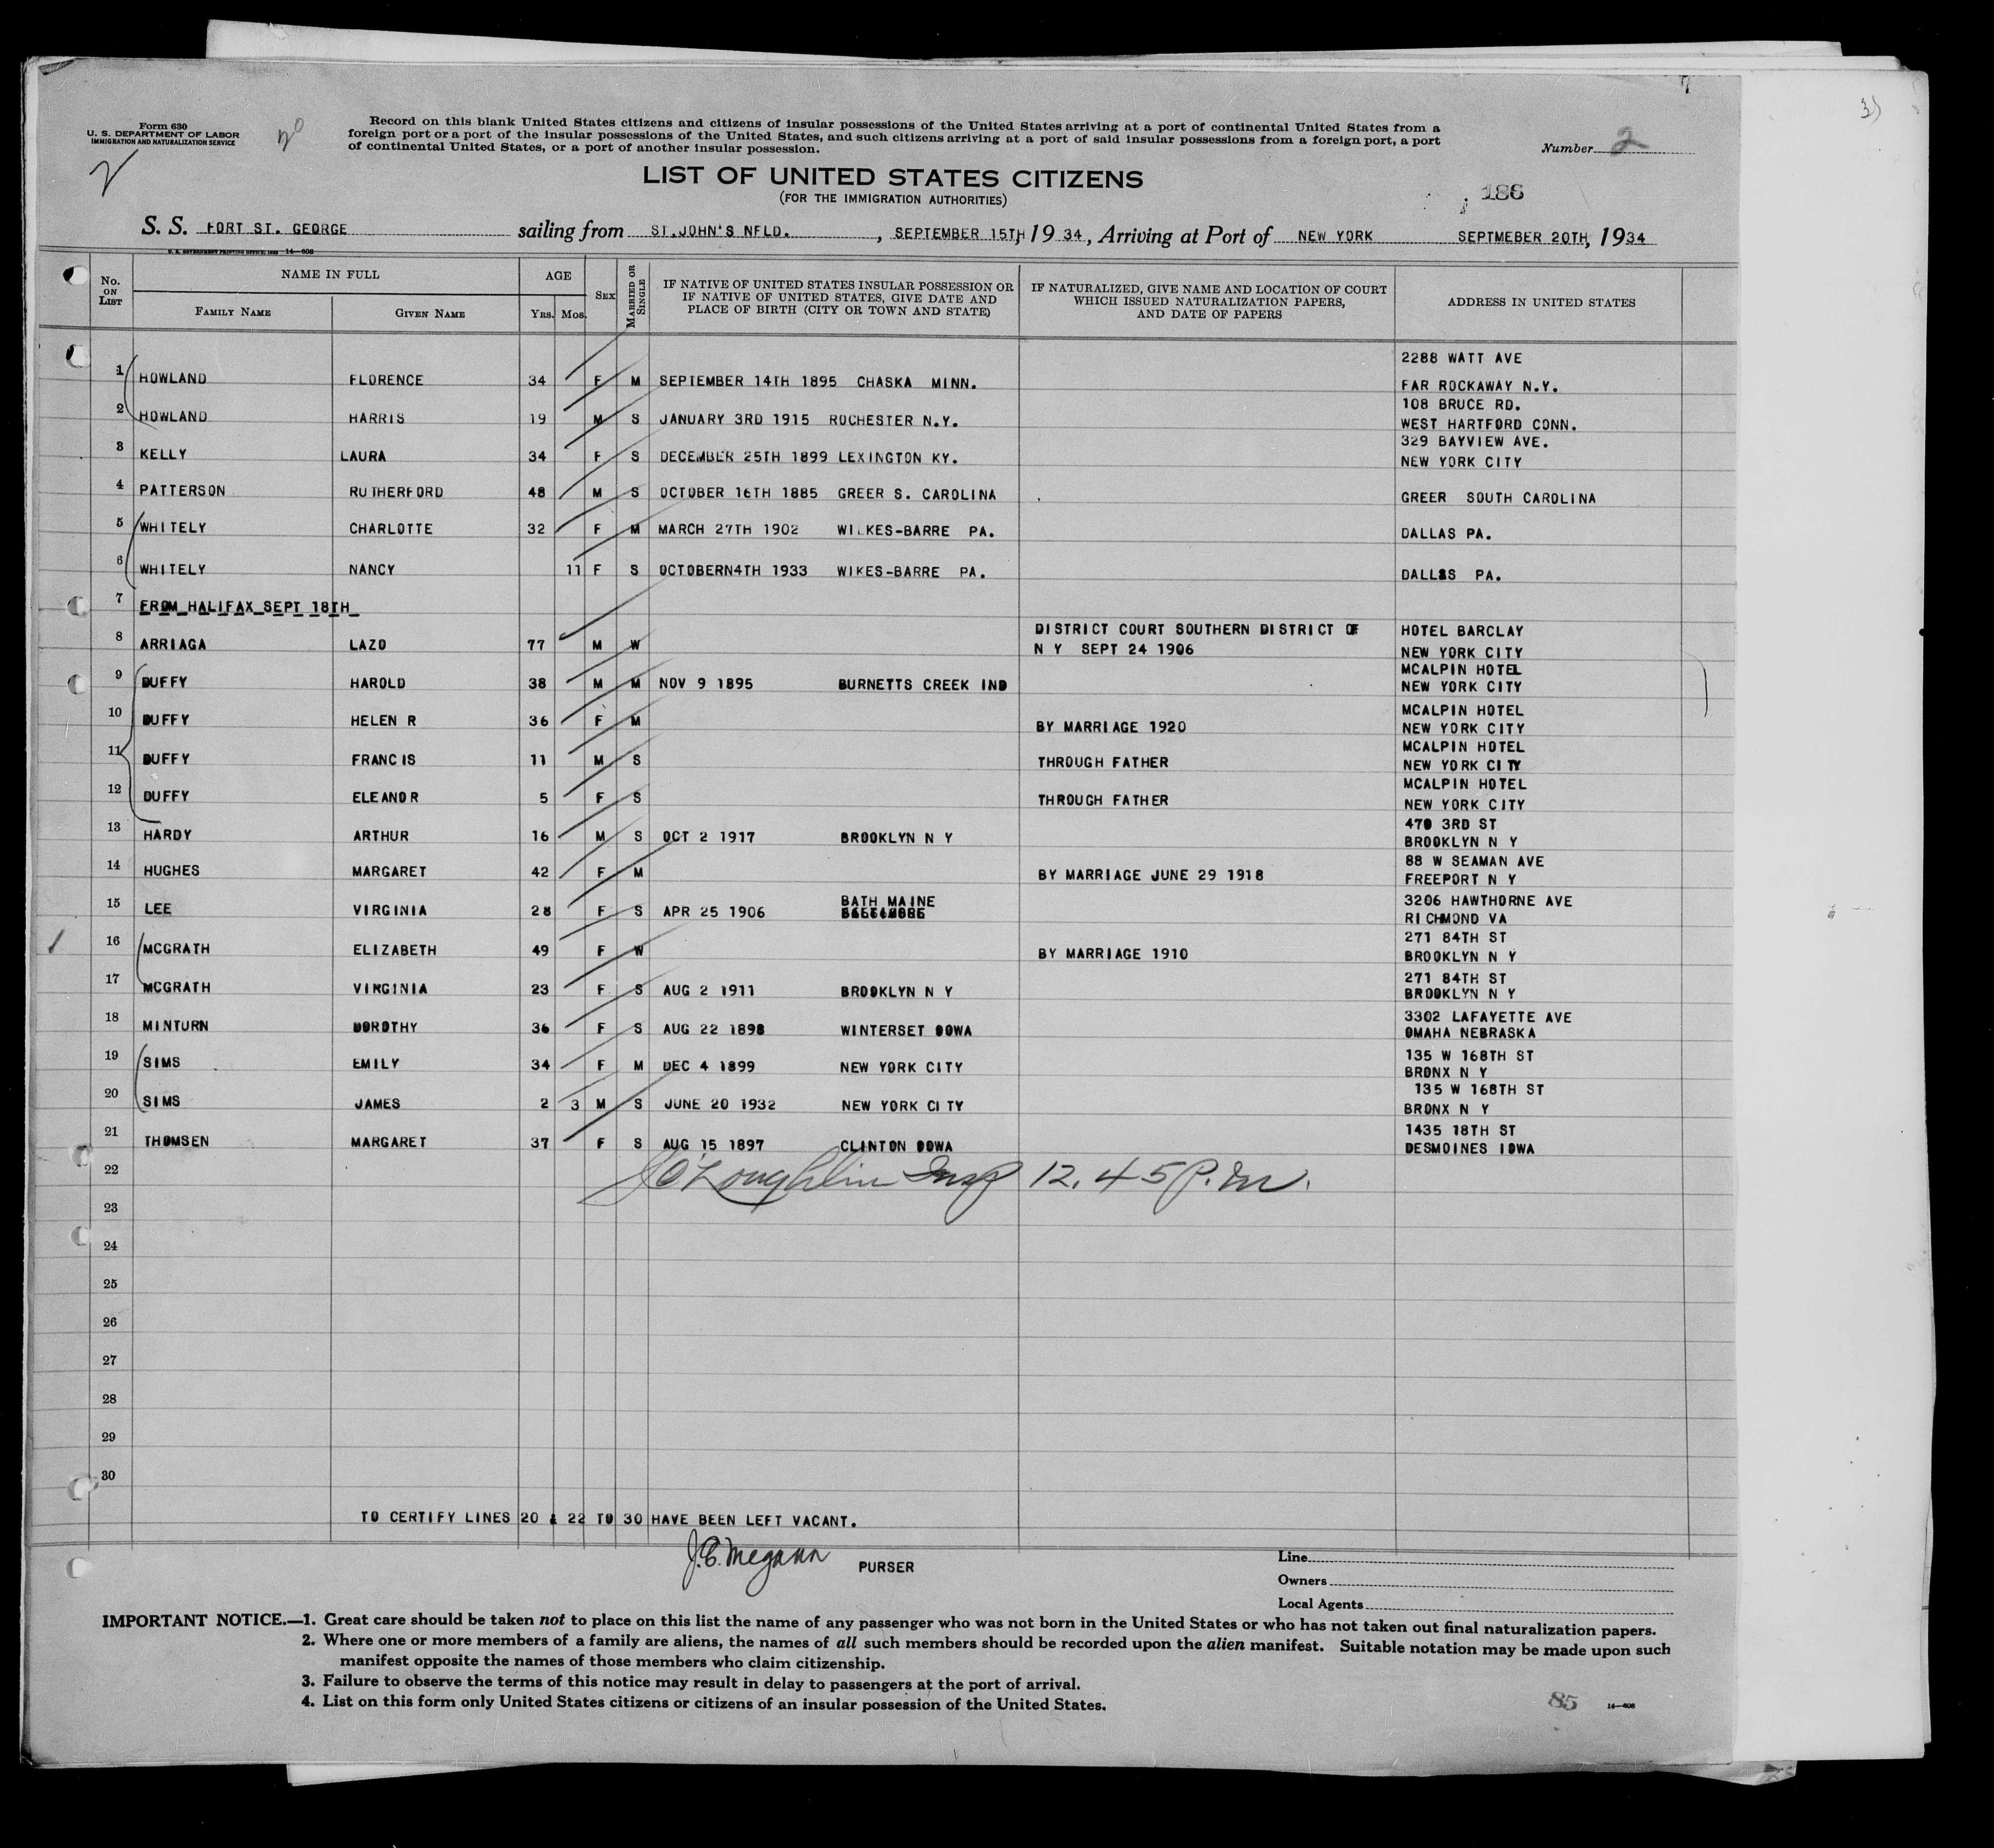 Form 630
U. S. DEPARTMENT OF LABOR
IMMIGRATION AND NATURALIZATION SERVICE
Record on this blank United States citizens and citizens of insular possessions of the United States arriving at a port of continental United States from a
foreign port or a port of the insular possessions of the United States, and such citizens arriving at a port of said insular possessions from a foreign port, a port
of continental United States, or a port of another insular possession.
Number 2
LIST OF UNITED STATES CITIZENS
(FOR THE IMMIGRATION AUTHORITIES)
186
S. S. FORT ST. GEORGE sailing from ST.JOHN'S NFLD. , SEPTEMBER 15TH, 19 34, Arriving at Port of NEW YORK SEPTMEBER 20TH, 1934
U. S. GOVERNMENT PRINTING OFFICE: 14—608
No. ON LIST NAME IN FULL AGE SEX MARRIED OR SINGLE IF NATIVE OF UNITED STATES INSULAR POSSESSION OR IF NATIVE OF UNITED STATES, GIVE DATE AND PLACE OF BIRTH (CITY OR TOWN AND STATE) IF NATURALIZED, GIVE NAME AND LOCATION OF COURT WHICH ISSUED NATURALIZATION PAPERS, AND DATE OF PAPERS ADDRESS IN UNITED STATES
FAMILY NAME GIVEN NAME YRS. MOS.
2288 WATT AVE
1 HOWLAND FLORENCE 34 F M SEPTEMBER 14TH 1895 CHASKA MINN. FAR ROCKAWAY N.Y.
108 BRUCE RD.
2 HOWLAND HARRIS 19 M S JANUARY 3RD 1915 ROCHESTER N.Y. WEST HARTFORD CONN.
329 BAYVIEW AVE.
3 KELLY LAURA 34 F S DECEMBER 25TH 1899 LEXINGTON KY. NEW YORK CITY
4 PATTERSON RUTHERFORD 48 M S OCTOBER 16TH 1885 GREER S. CAROLINA GREER SOUTH CAROLINA
5 WHITELY CHARLOTTE 32 F M MARCH 27TH 1902 WILKES-BARRE PA. DALLAS PA.
6 WHITELY NANCY 11 F S OCTOBERN4TH 1933 WIKES-BARRE PA. DALLAS PA.
7 FROM HALIFAX SEPT 18TH
DISTRICT COURT SOUTHERN DISTRICT OF HOTEL BARCLAY
8 ARRIAGA LAZO 77 M W N Y SEPT 24 1906 NEW YORK CITY
MCALPIN HOTEL
9 DUFFY HAROLD 38 M M NOV 9 1895 BURNETTS CREEK IND NEW YORK CITY
MCALPIN HOTEL
10 DUFFY HELEN R 36 F M BY MARRIAGE 1920 NEW YORK CITY
MCALPIN HOTEL
11 DUFFY FRANCIS 11 M S THROUGH FATHER NEW YORK CITY
MCALPIN HOTEL
12 DUFFY ELEANOR 5 F S THROUGH FATHER NEW YORK CITY
470 3RD ST
13 HARDY ARTHUR 16 M S OCT 2 1917 BROOKLYN N Y BROOKLYN N Y
88 W SEAMAN AVE
14 HUGHES MARGARET 42 F M BY MARRIAGE JUNE 29 1918 FREEPORT N Y
BATH MAINE 3206 HAWTHORNE AVE
15 LEE VIRGINIA 28 F S APR 25 1906 RICHMOND VA
271 84TH ST
16 MCGRATH ELIZABETH 49 F W BY MARRIAGE 1910 BROOKLYN N Y
271 84TH ST
17 MCGRATH VIRGINIA 23 F S AUG 2 1911 BROOKLYN N Y BROOKLYN N Y
3302 LAFAYETTE AVE
18 MINTURN DOROTHY 36 F S AUG 22 1898 WINTERSET IOWA OMAHA NEBRASKA
135 W 168TH ST
19 SIMS EMILY 34 F M DEC 4 1899 NEW YORK CITY BRONX N Y
135 W 168TH ST
20 SIMS JAMES 2 3 M S JUNE 20 1932 NEW YORK CITY BRONX N Y
1435 18TH ST
21 THOMSEN MARGARET 37 F S AUG 15 1897 CLINTON IOWA DESMOINES IOWA
22 J O'Loughlin Insp 12.45 P.M.
23
24
25
26
27
28
29
30
TO CERTIFY LINES 20 & 22 TO 30 HAVE BEEN LEFT VACANT.
J.E. Megann PURSER
Line
Owners
Local Agents
IMPORTANT NOTICE.—1. Great care should be taken not to place on this list the name of any passenger who was not born in the United States or who has not taken out final naturalization papers.
2. Where one or more members of a family are aliens, the names of all such members should be recorded upon the alien manifest. Suitable notation may be made upon such
manifest opposite the names of those members who claim citizenship.
3. Failure to observe the terms of this notice may result in delay to passengers at the port of arrival.
4. List on this form only United States citizens or citizens of an insular possession of the United States.
85 14—608